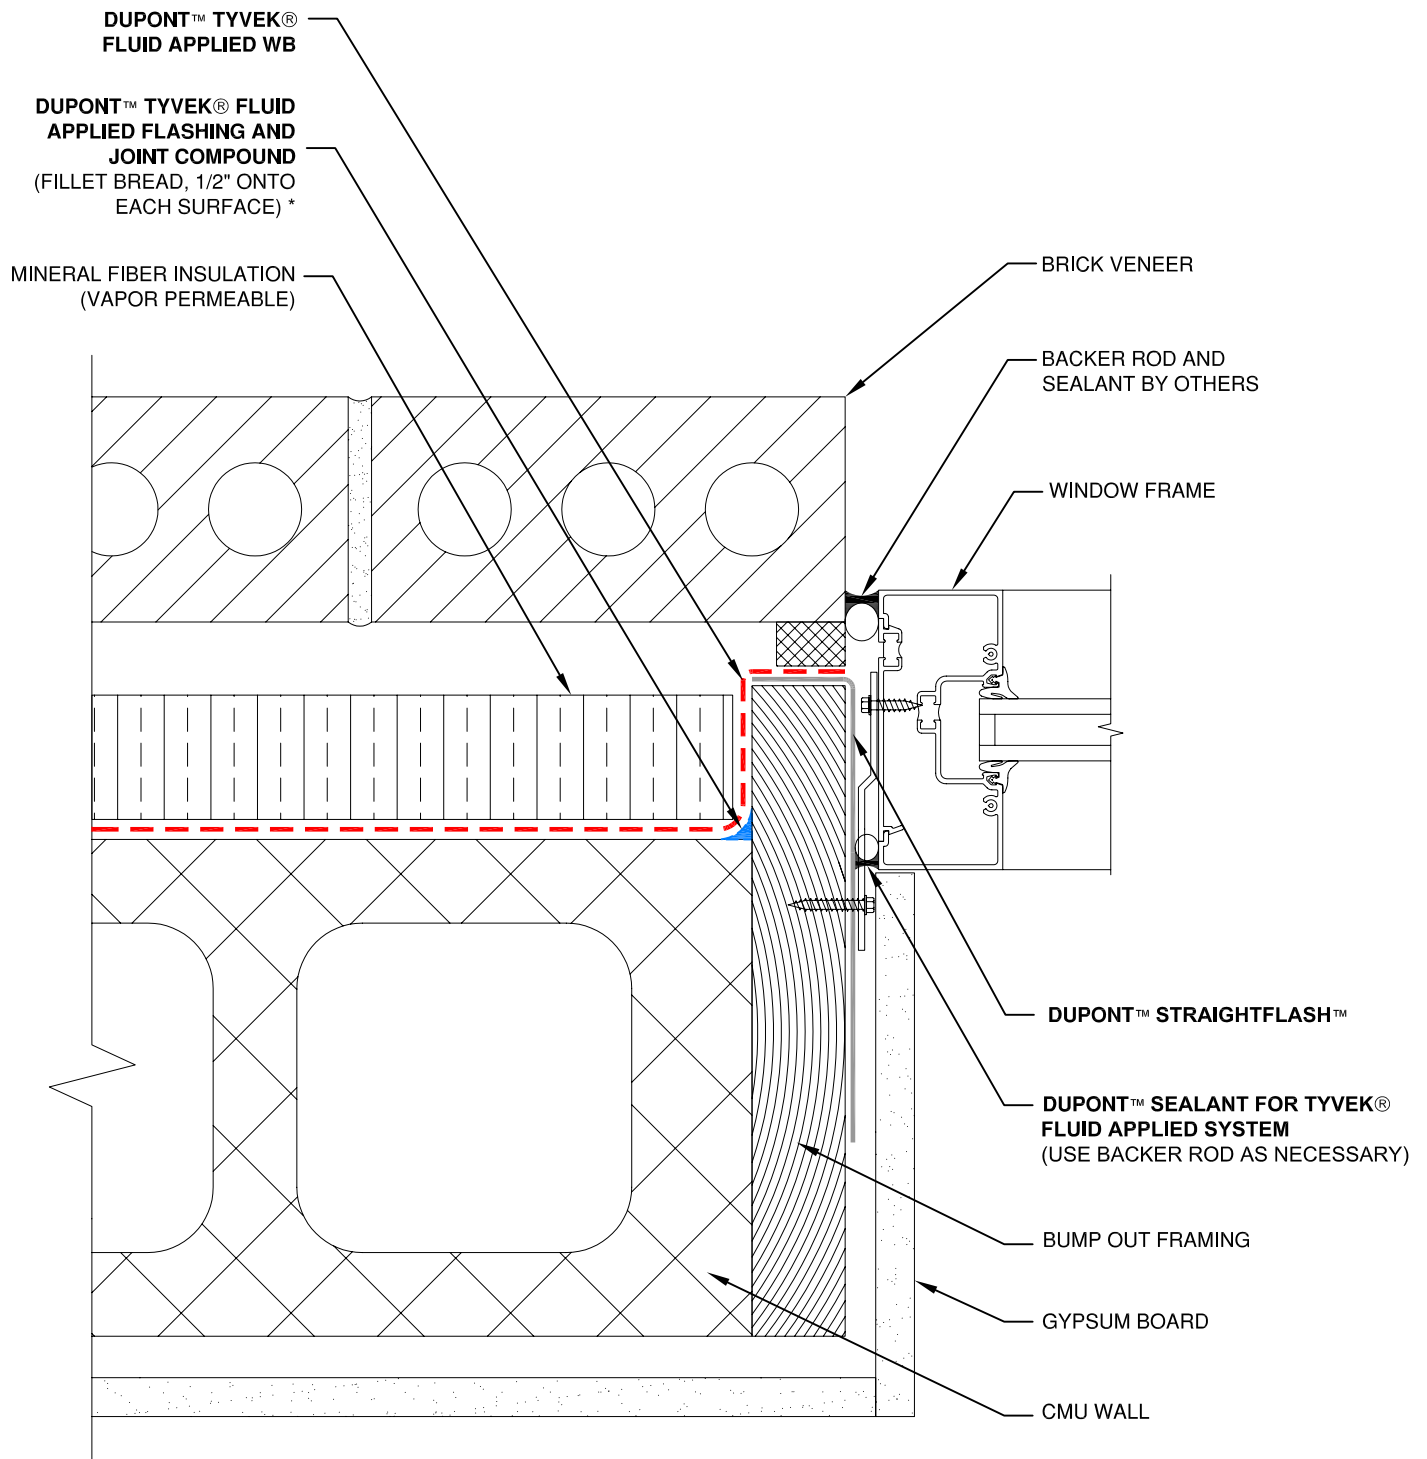 DUPONT™ TYVEK®
FLUID APPLIED WB
DUPONT™ TYVEK® FLUID
APPLIED FLASHING AND
JOINT COMPOUND
(FILLET BREAD, 1/2" ONTO
EACH SURFACE) *
MINERAL FIBER INSULATION
(VAPOR PERMEABLE)
BRICK VENEER
BACKER ROD AND
SEALANT BY OTHERS
WINDOW FRAME
DUPONT™ STRAIGHTFLASH™
DUPONT™ SEALANT FOR TYVEK®
FLUID APPLIED SYSTEM
(USE BACKER ROD AS NECESSARY)
BUMP OUT FRAMING
GYPSUM BOARD
CMU WALL